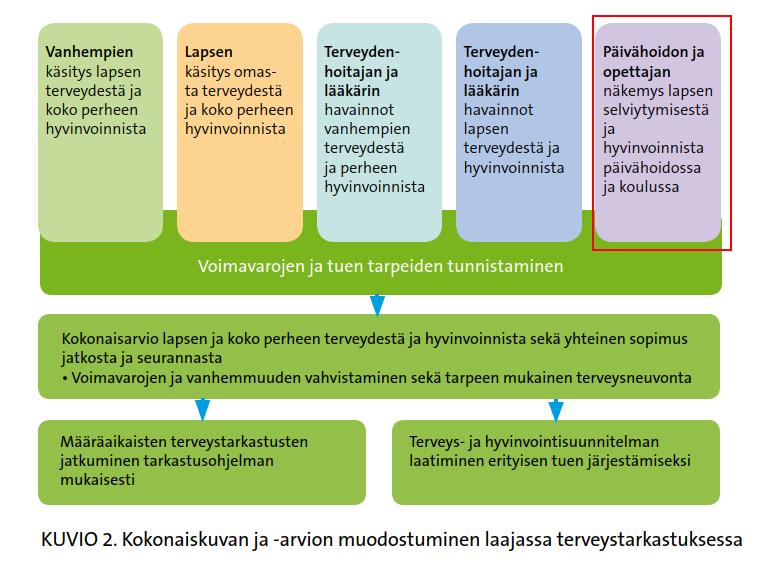 Vanhempien
käsitys lapsen
terveydestä ja
koko perheen
hyvinvoinnista
Lapsen
käsitys omas-
ta terveydestä
ja koko perheen
hyvinvoinnista
Terveyden-
hoitajan ja
lääkärin
havainnot
vanhempien
terveydestä
ja perheen
hyvinvoinnista
Terveyden-
hoitajan ja
lääkärin
havainnot
lapsen
terveydestä ja
hyvinvoinnista
Päivähoidon ja
opettajan
näkemys lapsen
selviytymisestä
ja
hyvinvoinnista
päivähoidossa
ja koulussa
Voimavarojen ja tuen tarpeiden tunnistaminen
Kokonaisarvio lapsen ja koko perheen terveydestä ja hyvinvoinnista sekä yhteinen sopimus
jatkosta ja seurannasta
• Voimavarojen ja vanhemmuuden vahvistaminen sekä tarpeen mukainen terveysneuvonta
Määräaikaisten terveystarkastusten
jatkuminen tarkastusohjelman
mukaisesti
Terveys- ja hyvinvointisuunnitelman
laatiminen erityisen tuen järjestämiseksi
KUVIO 2. Kokonaiskuvan ja -arvion muodostuminen laajassa terveystarkastuksessa